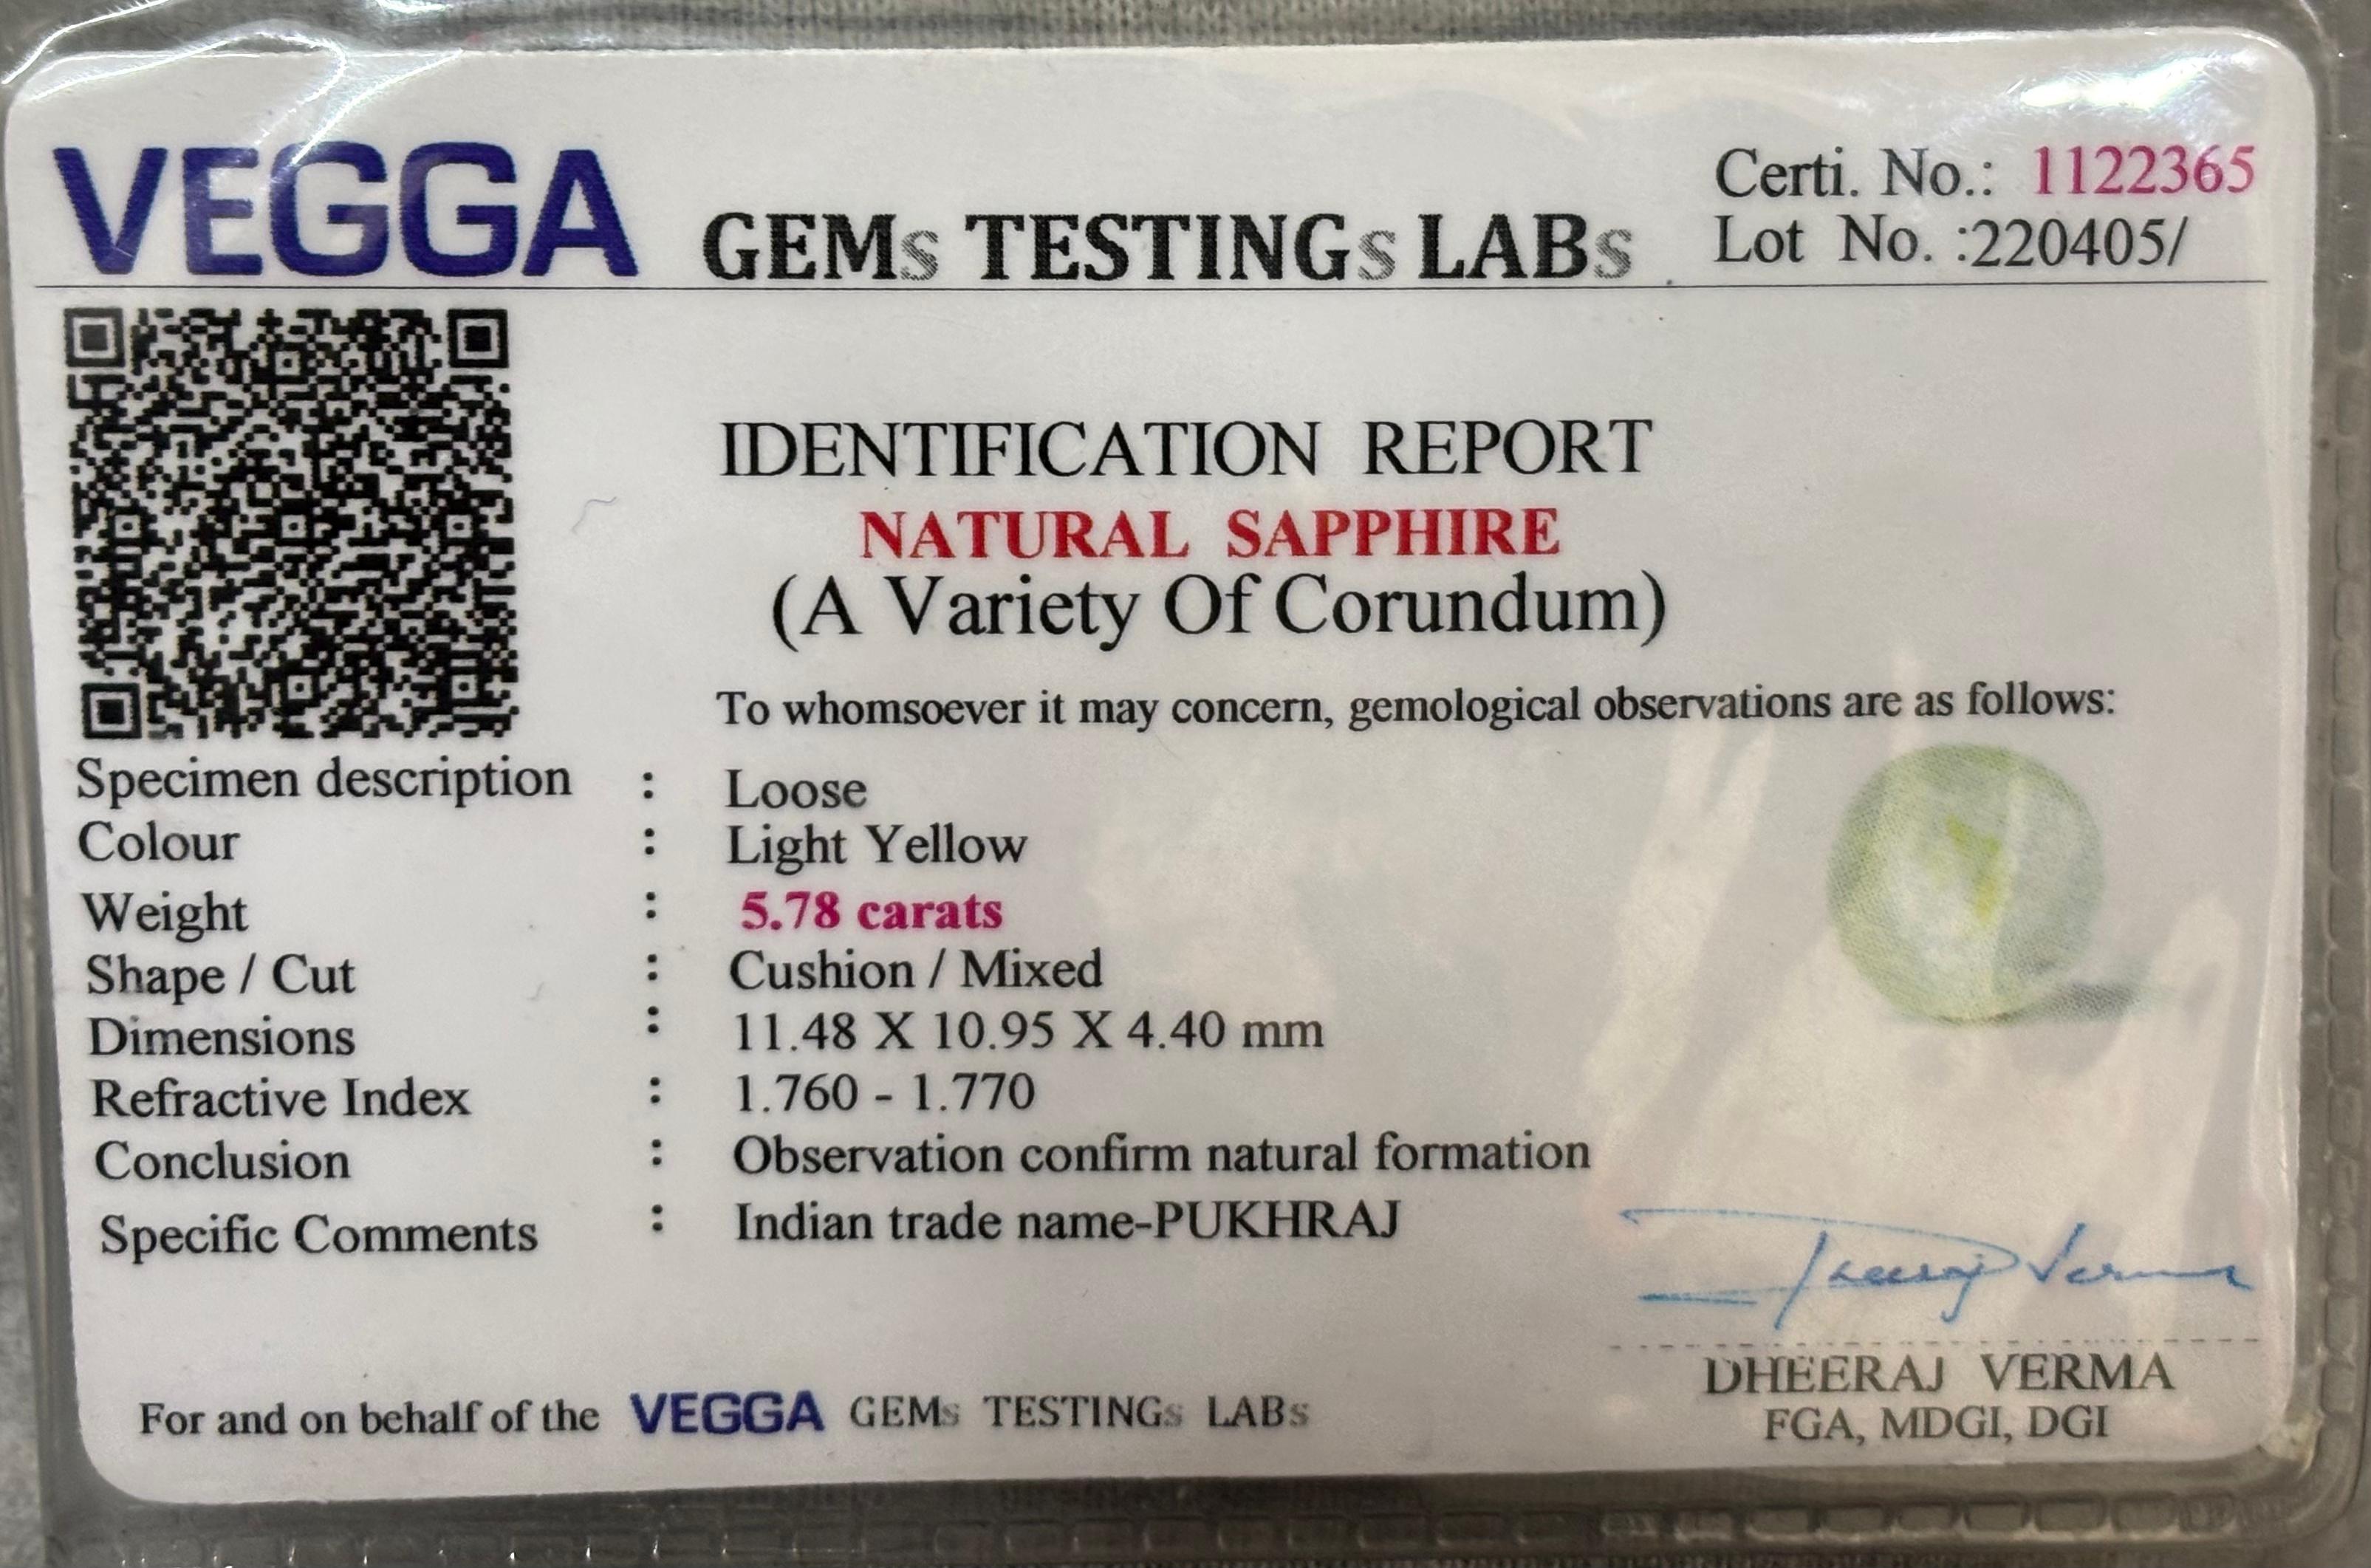 VEGGA GEMs TESTINGs LABs
Certi. No.: 1122365
Lot No. :220405/
IDENTIFICATION REPORT
NATURAL SAPPHIRE
(A Variety Of Corundum)
To whomsoever it may concern, gemological observations are as follows:
Specimen description : Loose
Colour : Light Yellow
Weight : 5.78 carats
Shape / Cut : Cushion / Mixed
Dimensions : 11.48 X 10.95 X 4.40 mm
Refractive Index : 1.760 - 1.770
Conclusion : Observation confirm natural formation
Specific Comments : Indian trade name-PUKHRAJ
Dheeraj Verma
DHEERAJ VERMA
FGA, MDGI, DGI
For and on behalf of the VEGGA GEMs TESTINGs LABs